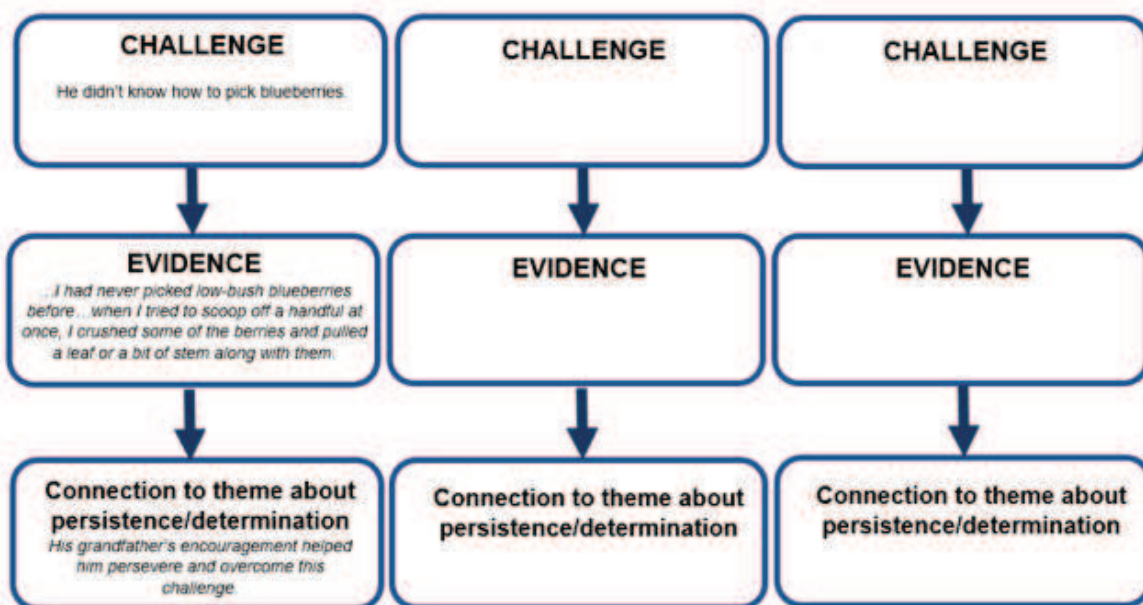 CHALLENGE
He didn't know how to pick blueberries.
EVIDENCE
...I had never picked low-bush blueberries
before...when I tried to scoop off a handful at
once, I crushed some of the berries and pulled
a leaf or a bit of stem along with them.
Connection to theme about
persistence/determination
His grandfather's encouragement helped
him persevere and overcome this
challenge.
CHALLENGE
EVIDENCE
Connection to theme about
persistence/determination
CHALLENGE
EVIDENCE
Connection to theme about
persistence/determination